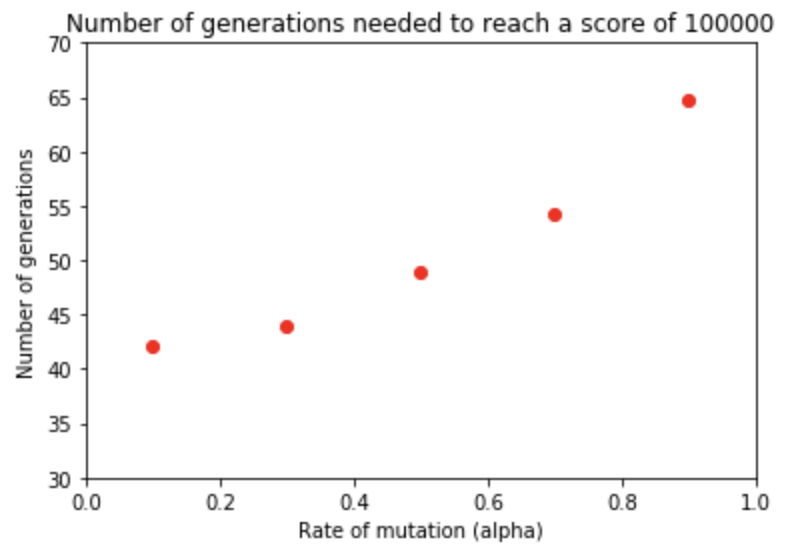 Number of generations needed to reach a score of 100000
70
65
60
55
50
45
40
35
30
Number of generations
0.0 0.2 0.4 0.6 0.8 1.0
Rate of mutation (alpha)